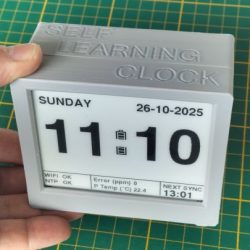 SELF
LEARNING
CLOCK
SUNDAY 26-10-2025
11:10
WIFI OK Error (ppm) 0 NEXT SYNC
NTP OK P Temp (°C) 22.4 13:01